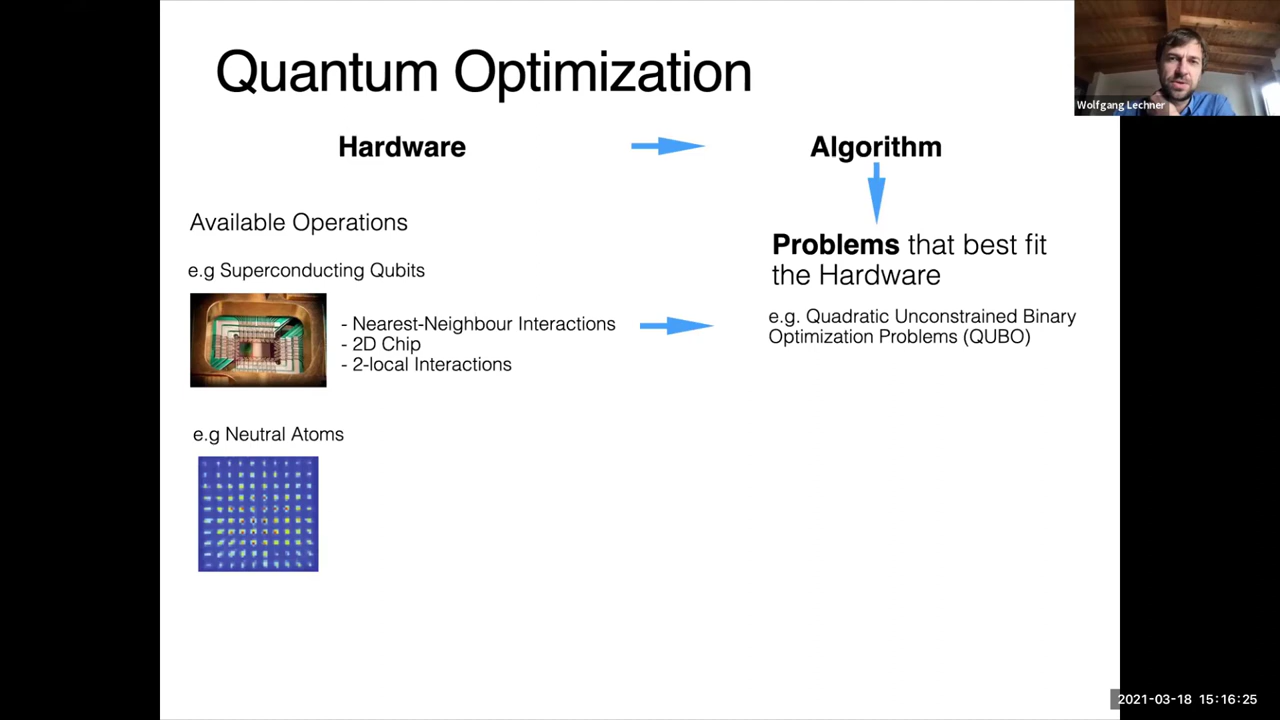 Quantum Optimization
Wolfgang Lechner
Hardware
Algorithm
Available Operations
Problems that best fit
the Hardware
e.g Superconducting Qubits
- Nearest-Neighbour Interactions
- 2D Chip
- 2-local Interactions
e.g. Quadratic Unconstrained Binary
Optimization Problems (QUBO)
e.g Neutral Atoms
2021-03-18 15:16:25